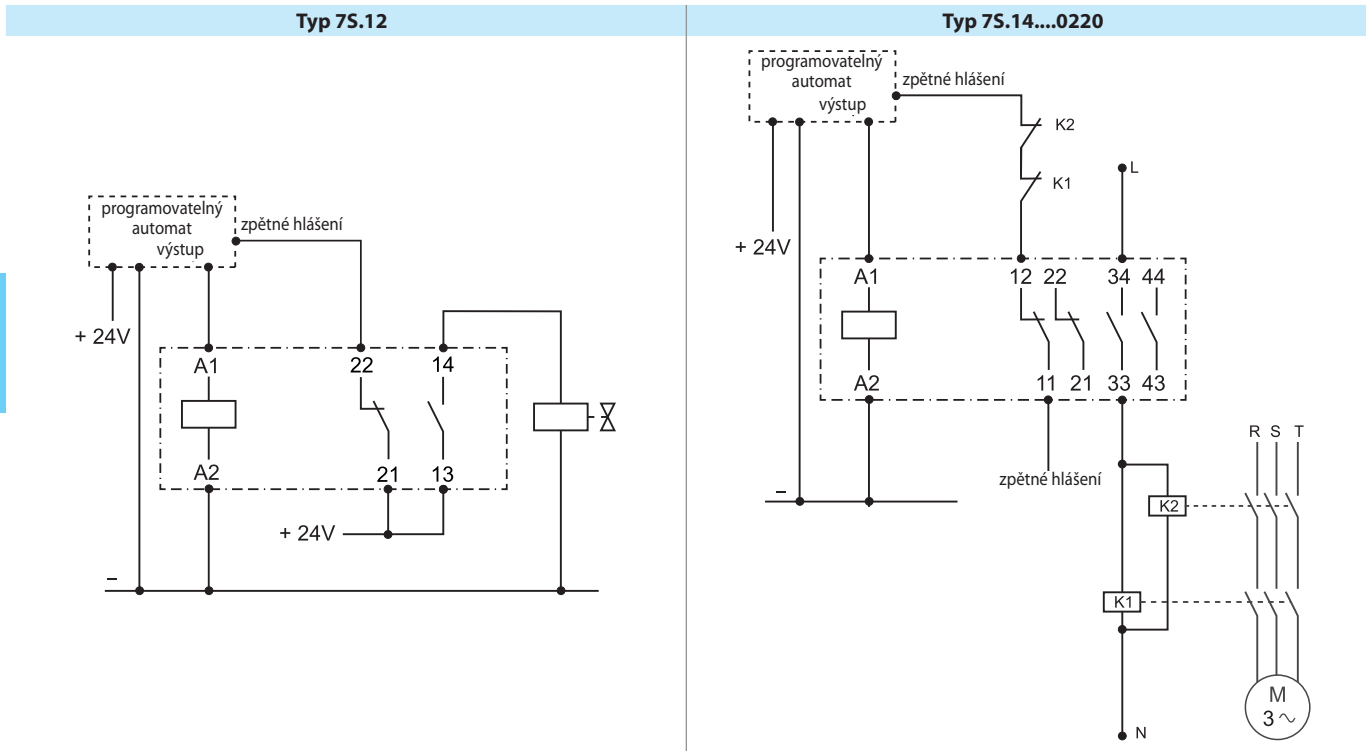 Typ 7S.12
programovatelný
automat
výstup
zpětné hlášení
+ 24V
A1
22
14
A2
21
13
+ 24V
–
Typ 7S.14....0220
programovatelný
automat
výstup
zpětné hlášení
K2
K1
L
+ 24V
A1
12 22
34 44
A2
11 21 33 43
zpětné hlášení
–
R S T
K2
K1
M
3 ~
N